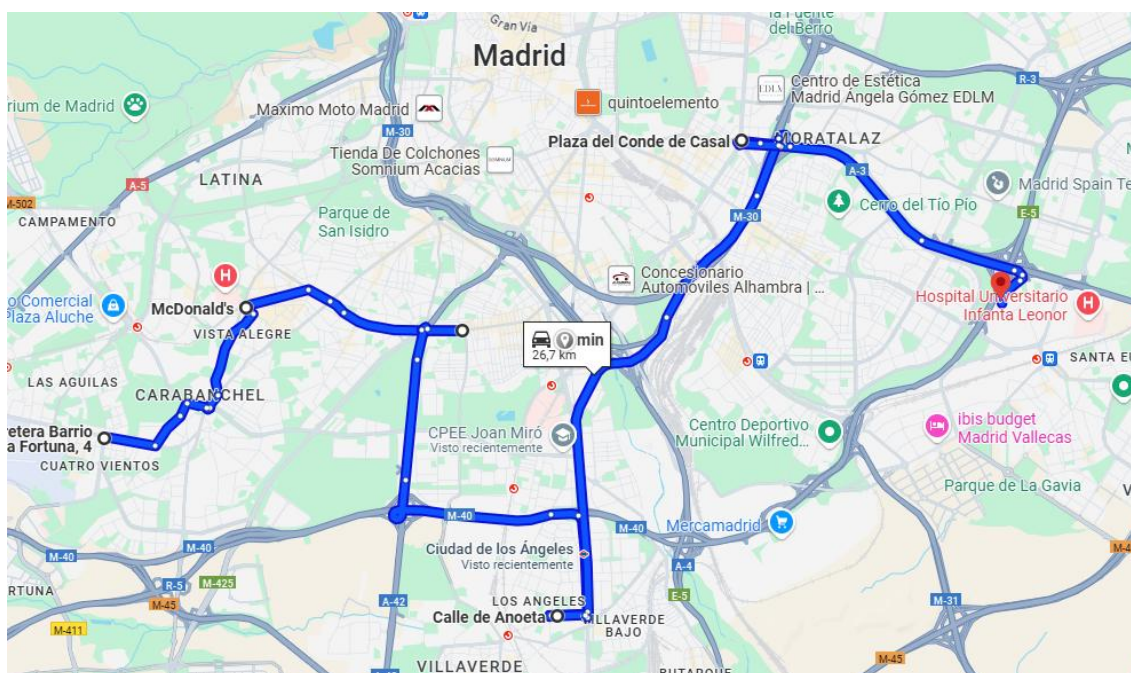 Gran Vía
la Fuente
del Berro
Madrid
R-3
Centro de Estética
Madrid Ángela Gómez EDLM
EDLA
rium de Madrid
Maximo Moto Madrid
quintoelemento
M-30
Plaza del Conde de Casal
MORATALAZ
Tienda De Colchones
Somnium Acacias
SOMNIUM
A-5
LATINA
A-3
Madrid Spain Te
M-502
CAMPAMENTO
Parque de
San Isidro
Cerro del Tío Pío
E-5
M-30
Concesionario
Automoviles Alhambra | ...
Hospital Universitario
Infanta Leonor
o Comercial
Plaza Aluche
McDonald's
VISTA ALEGRE
min
26,7 km
SANTA EU
LAS AGUILAS
CARABANCHEL
retera Barrio
a Fortuna, 4
CUATRO VIENTOS
CPEE Joan Miró
Visto recientemente
Centro Deportivo
Municipal Wilfred...
ibis budget
Madrid Vallecas
Parque de La Gavia
V
M-40
M-40
Mercamadrid
M-40
M-40
M-4
Ciudad de los Ángeles
Visto recientemente
A-4
R-5
M-425
ORTUNA
M-45
A-42
LOS ANGELES
E-5
M-31
Calle de Anoeta
VILLAVERDE
BAJO
M-411
M-45
VILLAVERDE
BUTARQUE